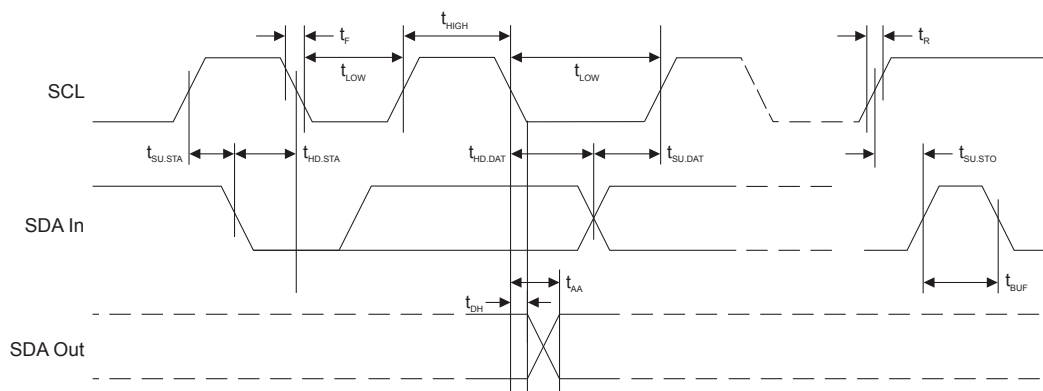 t_F
t_HIGH
t_R
t_LOW
t_LOW
SCL
t_SU.STA
t_HD.STA
t_HD.DAT
t_SU.DAT
t_SU.STO
SDA In
t_AA
t_BUF
t_DH
SDA Out